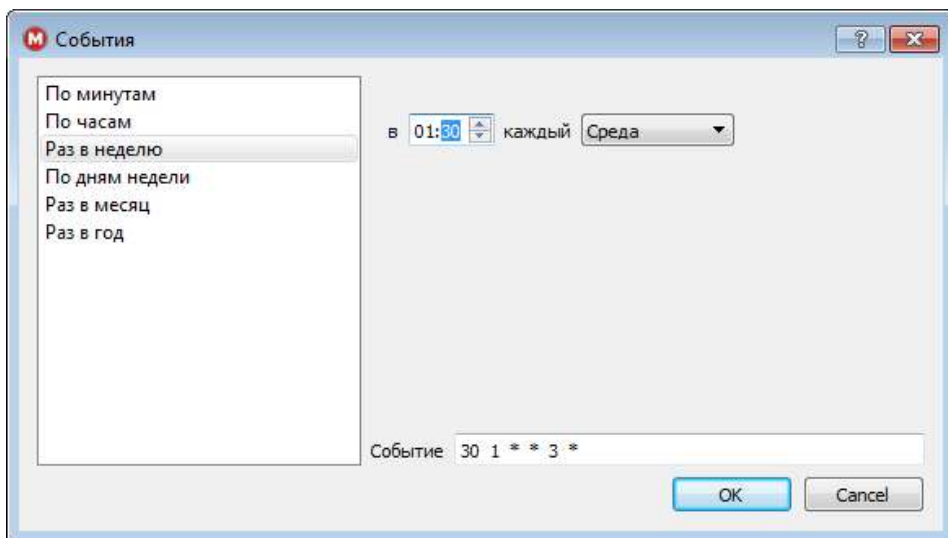 M События
По минутам
По часам
Раз в неделю
По дням недели
Раз в месяц
Раз в год
в 01:30 каждый Среда
Событие 30 1 * * 3 *
OK Cancel